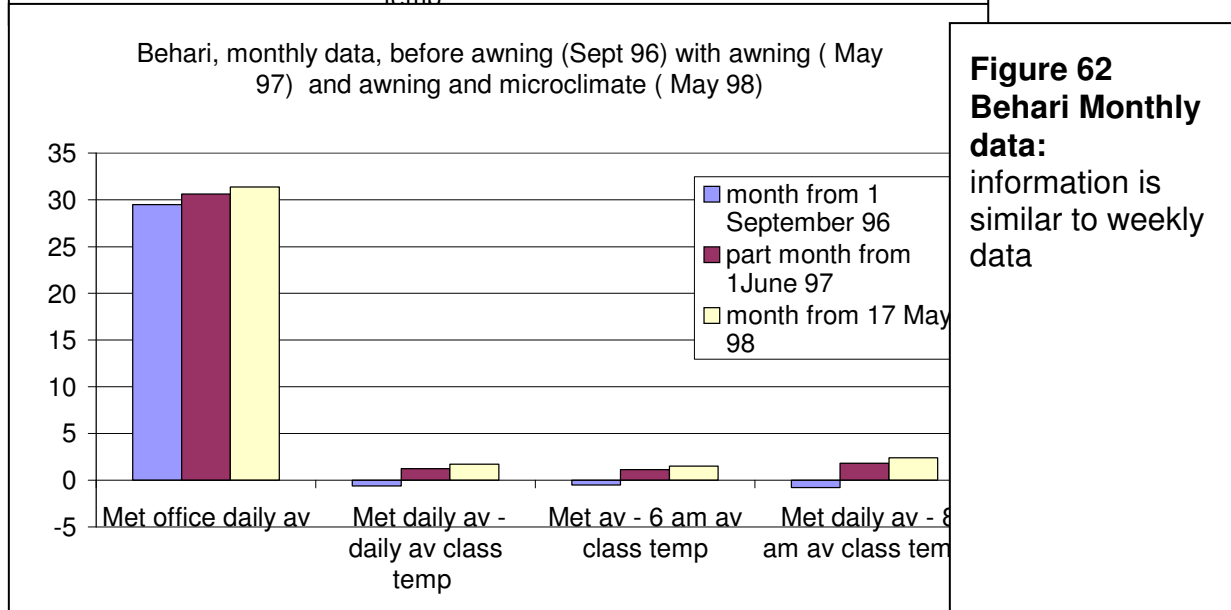 Behari, monthly data, before awning (Sept 96) with awning ( May
97) and awning and microclimate ( May 98)
35
30
25
20
15
10
5
0
-5
month from 1
September 96
part month from
1June 97
month from 17 May
98
Met office daily av
Met daily av -
daily av class
temp
Met av - 6 am av
class temp
Met daily av - 8
am av class tem
Figure 62
Behari Monthly
data:
information is
similar to weekly
data